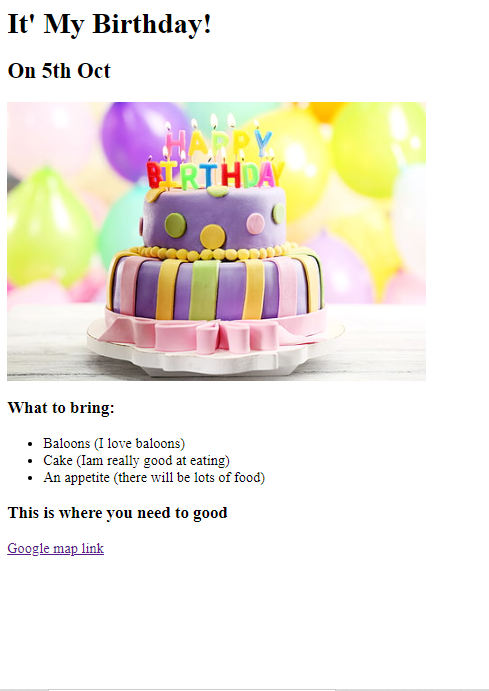 It' My Birthday!
On 5th Oct
HAPPY
BIRTHDAY
What to bring:
Baloons (I love baloons)
Cake (Iam really good at eating)
An appetite (there will be lots of food)
This is where you need to good
Google map link